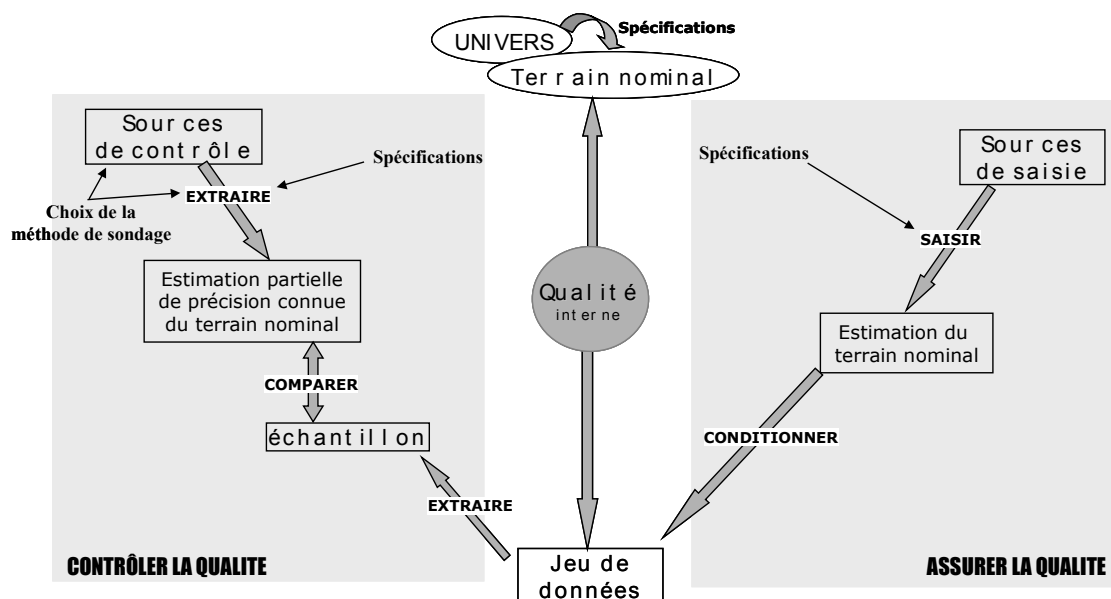 UNIVERS
Spécifications
Terrain nominal
Sources
de contrôle
Spécifications
EXTRAIRE
Choix de la
méthode de sondage
Estimation partielle
de précision connue
du terrain nominal
COMPARER
échantillon
EXTRAIRE
CONTRÔLER LA QUALITE
Qualité
interne
Jeu de
données
Spécifications
Sources
de saisie
SAISIR
Estimation du
terrain nominal
CONDITIONNER
ASSURER LA QUALITE